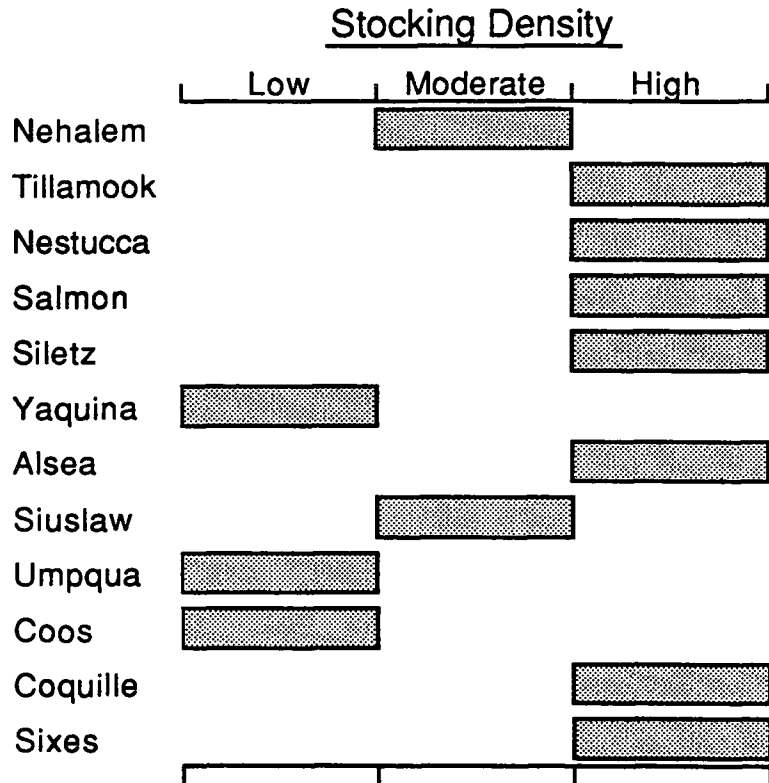 Stocking Density
Low Moderate High
Nehalem
Tillamook
Nestucca
Salmon
Siletz
Yaquina
Alsea
Siuslaw
Umpqua
Coos
Coquille
Sixes